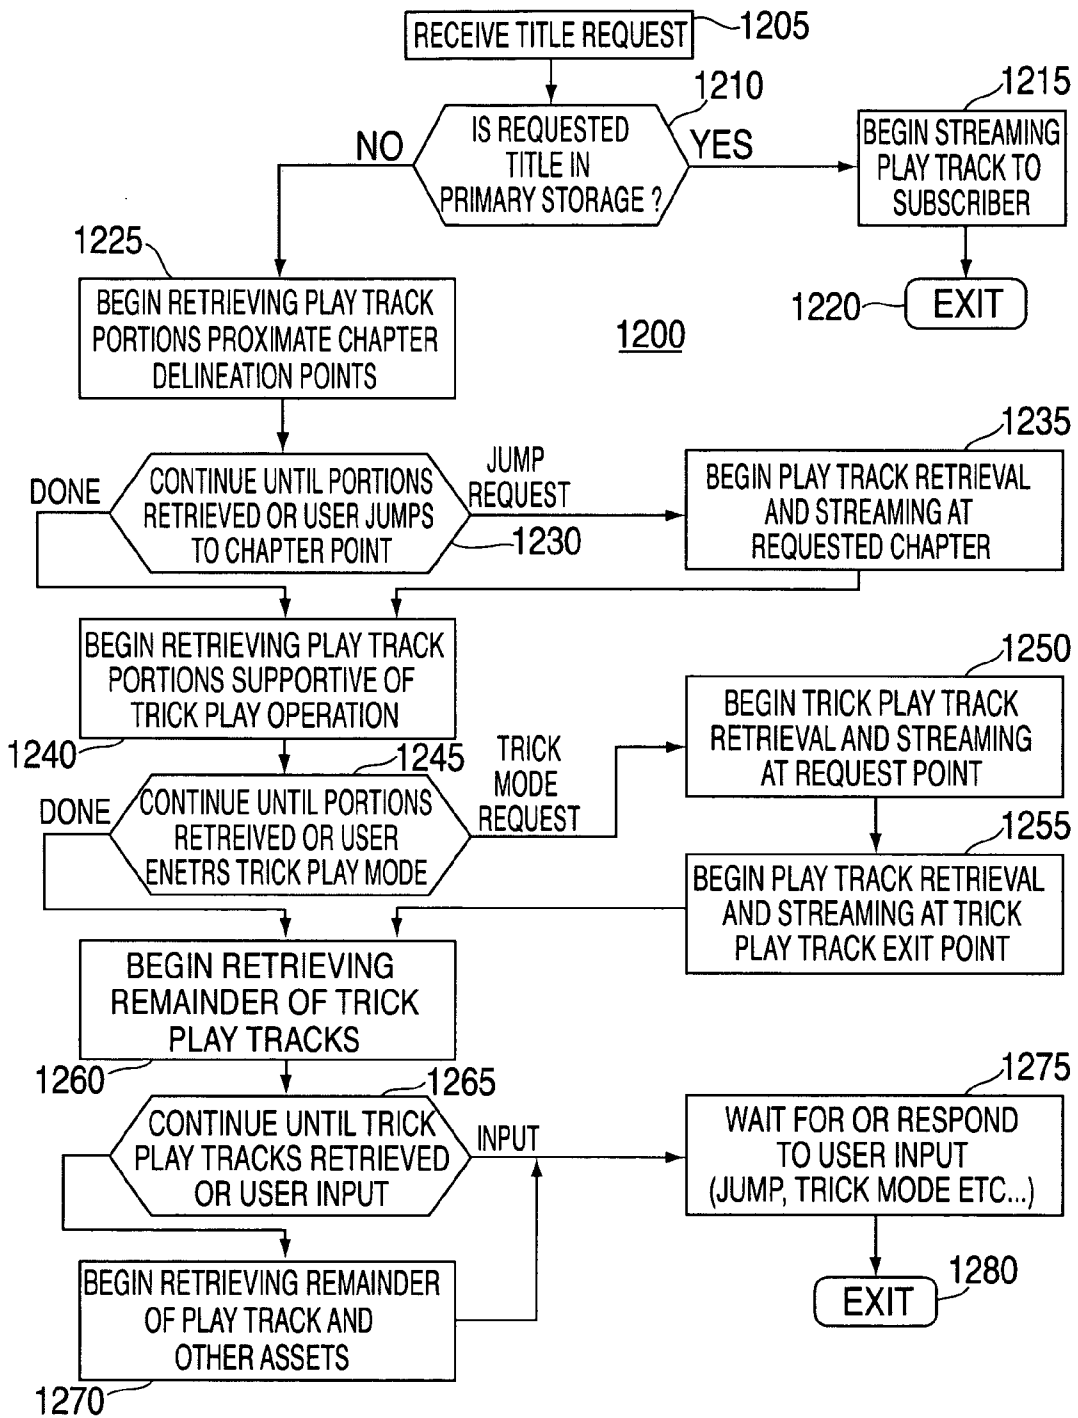 RECEIVE TITLE REQUEST
1205
1210
IS REQUESTED
TITLE IN
PRIMARY STORAGE ?
NO
YES
1215
BEGIN STREAMING
PLAY TRACK TO
SUBSCRIBER
1220
EXIT
1225
BEGIN RETRIEVING PLAY TRACK
PORTIONS PROXIMATE CHAPTER
DELINEATION POINTS
1200
DONE
CONTINUE UNTIL PORTIONS
RETRIEVED OR USER JUMPS
TO CHAPTER POINT
JUMP
REQUEST
1230
1235
BEGIN PLAY TRACK RETRIEVAL
AND STREAMING AT
REQUESTED CHAPTER
BEGIN RETRIEVING PLAY TRACK
PORTIONS SUPPORTIVE OF
TRICK PLAY OPERATION
1240
1245
DONE
CONTINUE UNTIL PORTIONS
RETREIVED OR USER
ENETRS TRICK PLAY MODE
TRICK
MODE
REQUEST
1250
BEGIN TRICK PLAY TRACK
RETRIEVAL AND STREAMING
AT REQUEST POINT
1255
BEGIN PLAY TRACK RETRIEVAL
AND STREAMING AT TRICK
PLAY TRACK EXIT POINT
BEGIN RETRIEVING
REMAINDER OF TRICK
PLAY TRACKS
1260
1265
CONTINUE UNTIL TRICK
PLAY TRACKS RETRIEVED
OR USER INPUT
INPUT
1275
WAIT FOR OR RESPOND
TO USER INPUT
(JUMP, TRICK MODE ETC...)
BEGIN RETRIEVING REMAINDER
OF PLAY TRACK AND
OTHER ASSETS
1270
EXIT
1280